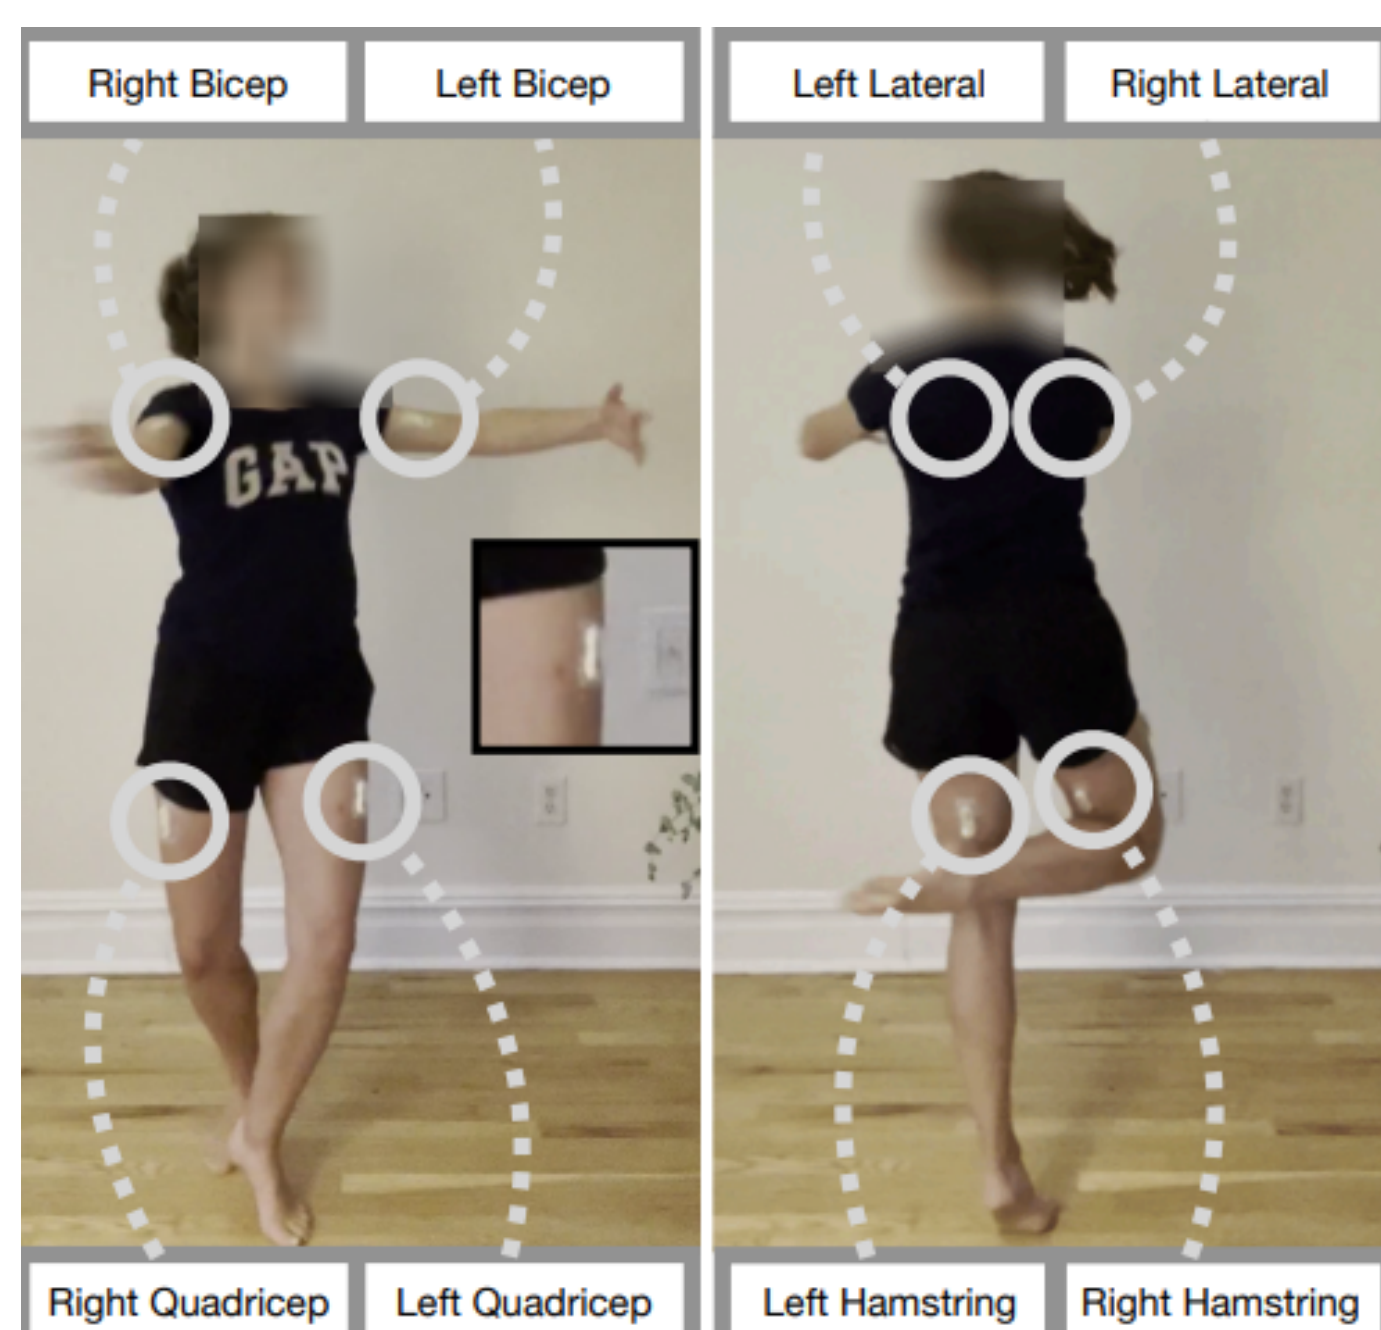 Right Bicep
Left Bicep
Left Lateral
Right Lateral
GAP
Right Quadricep
Left Quadricep
Left Hamstring
Right Hamstring